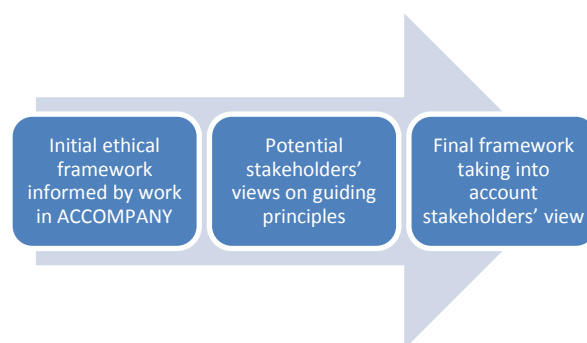 Initial ethical
framework
informed by work
in ACCOMPANY
Potential
stakeholders’
views on guiding
principles
Final framework
taking into
account
stakeholders’ view